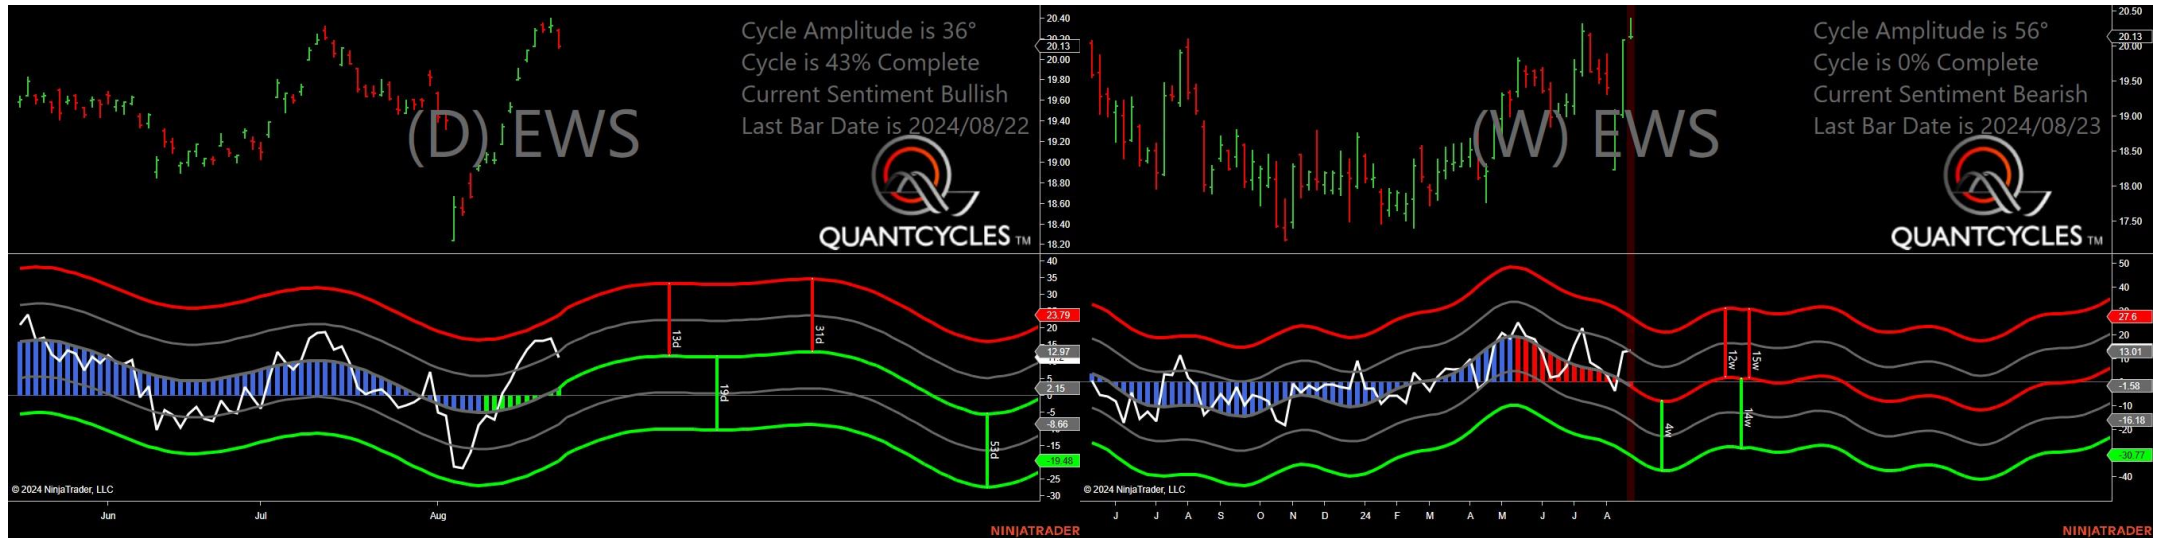 Cycle Amplitude is 36°
Cycle is 43% Complete
Current Sentiment Bullish
Last Bar Date is 2024/08/22
(D) EWS
QUANTCYCLES TM
20.40
20.20
20.13
20.00
19.80
19.60
19.40
19.20
19.00
18.80
18.60
18.40
18.20
40
35
30
23.79
20
15
12.97
5
2.15
0
-5
-8.66
-15
-19.48
-25
-30
13d
19d
31d
53d
© 2024 NinjaTrader, LLC
Jun
Jul
Aug
NINJATRADER
Cycle Amplitude is 56°
Cycle is 0% Complete
Current Sentiment Bearish
Last Bar Date is 2024/08/23
(W) EWS
QUANTCYCLES TM
20.50
20.13
20.00
19.50
19.00
18.50
18.00
17.50
50
40
27.6
20
13.01
10
-1.58
-10
-16.18
-20
-30.77
-40
4w
12w
14w
15w
© 2024 NinjaTrader, LLC
J
J
A
S
O
N
D
24
F
M
A
M
J
J
A
NINJATRADER